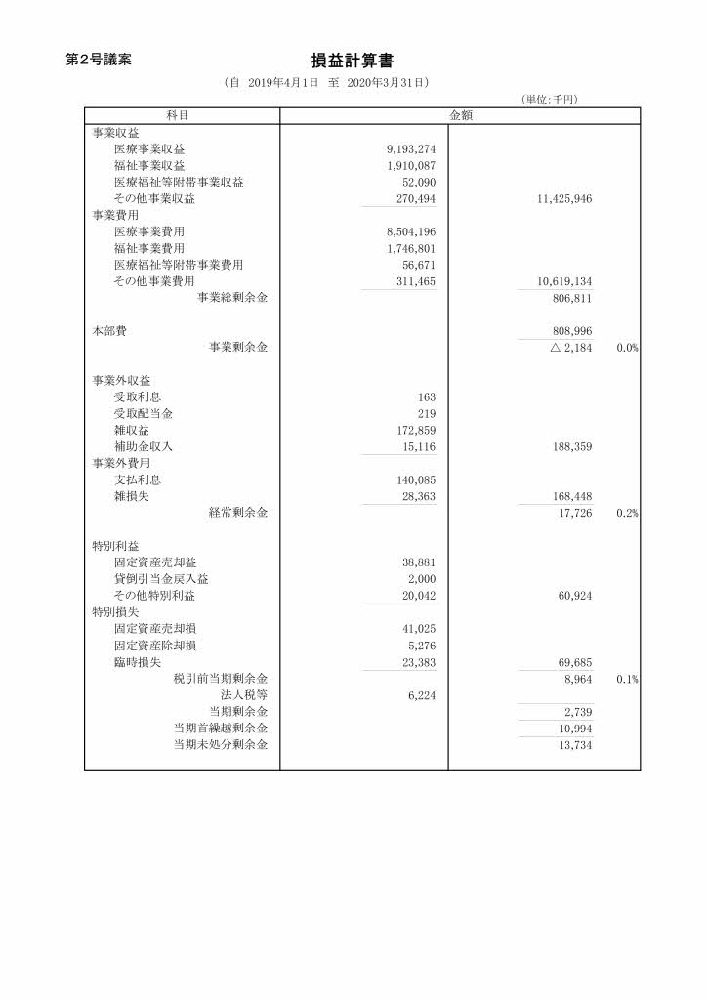 第2号議案
損益計算書
（自 2019年4月1日 至 2020年3月31日）
（単位：千円）
科目 金額
事業収益
医療事業収益 9,193,274
福祉事業収益 1,910,087
医療福祉等附帯事業収益 52,090
その他事業収益 270,494 11,425,946
事業費用
医療事業費用 8,504,196
福祉事業費用 1,746,801
医療福祉等附帯事業費用 56,671
その他事業費用 311,465 10,619,134
事業総剰余金 806,811
本部費 808,996
事業剰余金 △ 2,184 0.0%
事業外収益
受取利息 163
受取配当金 219
雑収益 172,859
補助金収入 15,116 188,359
事業外費用
支払利息 140,085
雑損失 28,363 168,448
経常剰余金 17,726 0.2%
特別利益
固定資産売却益 38,881
貸倒引当金戻入益 2,000
その他特別利益 20,042 60,924
特別損失
固定資産売却損 41,025
固定資産除却損 5,276
臨時損失 23,383 69,685
税引前当期剰余金 8,964 0.1%
法人税等 6,224
当期剰余金 2,739
当期首繰越剰余金 10,994
当期未処分剰余金 13,734